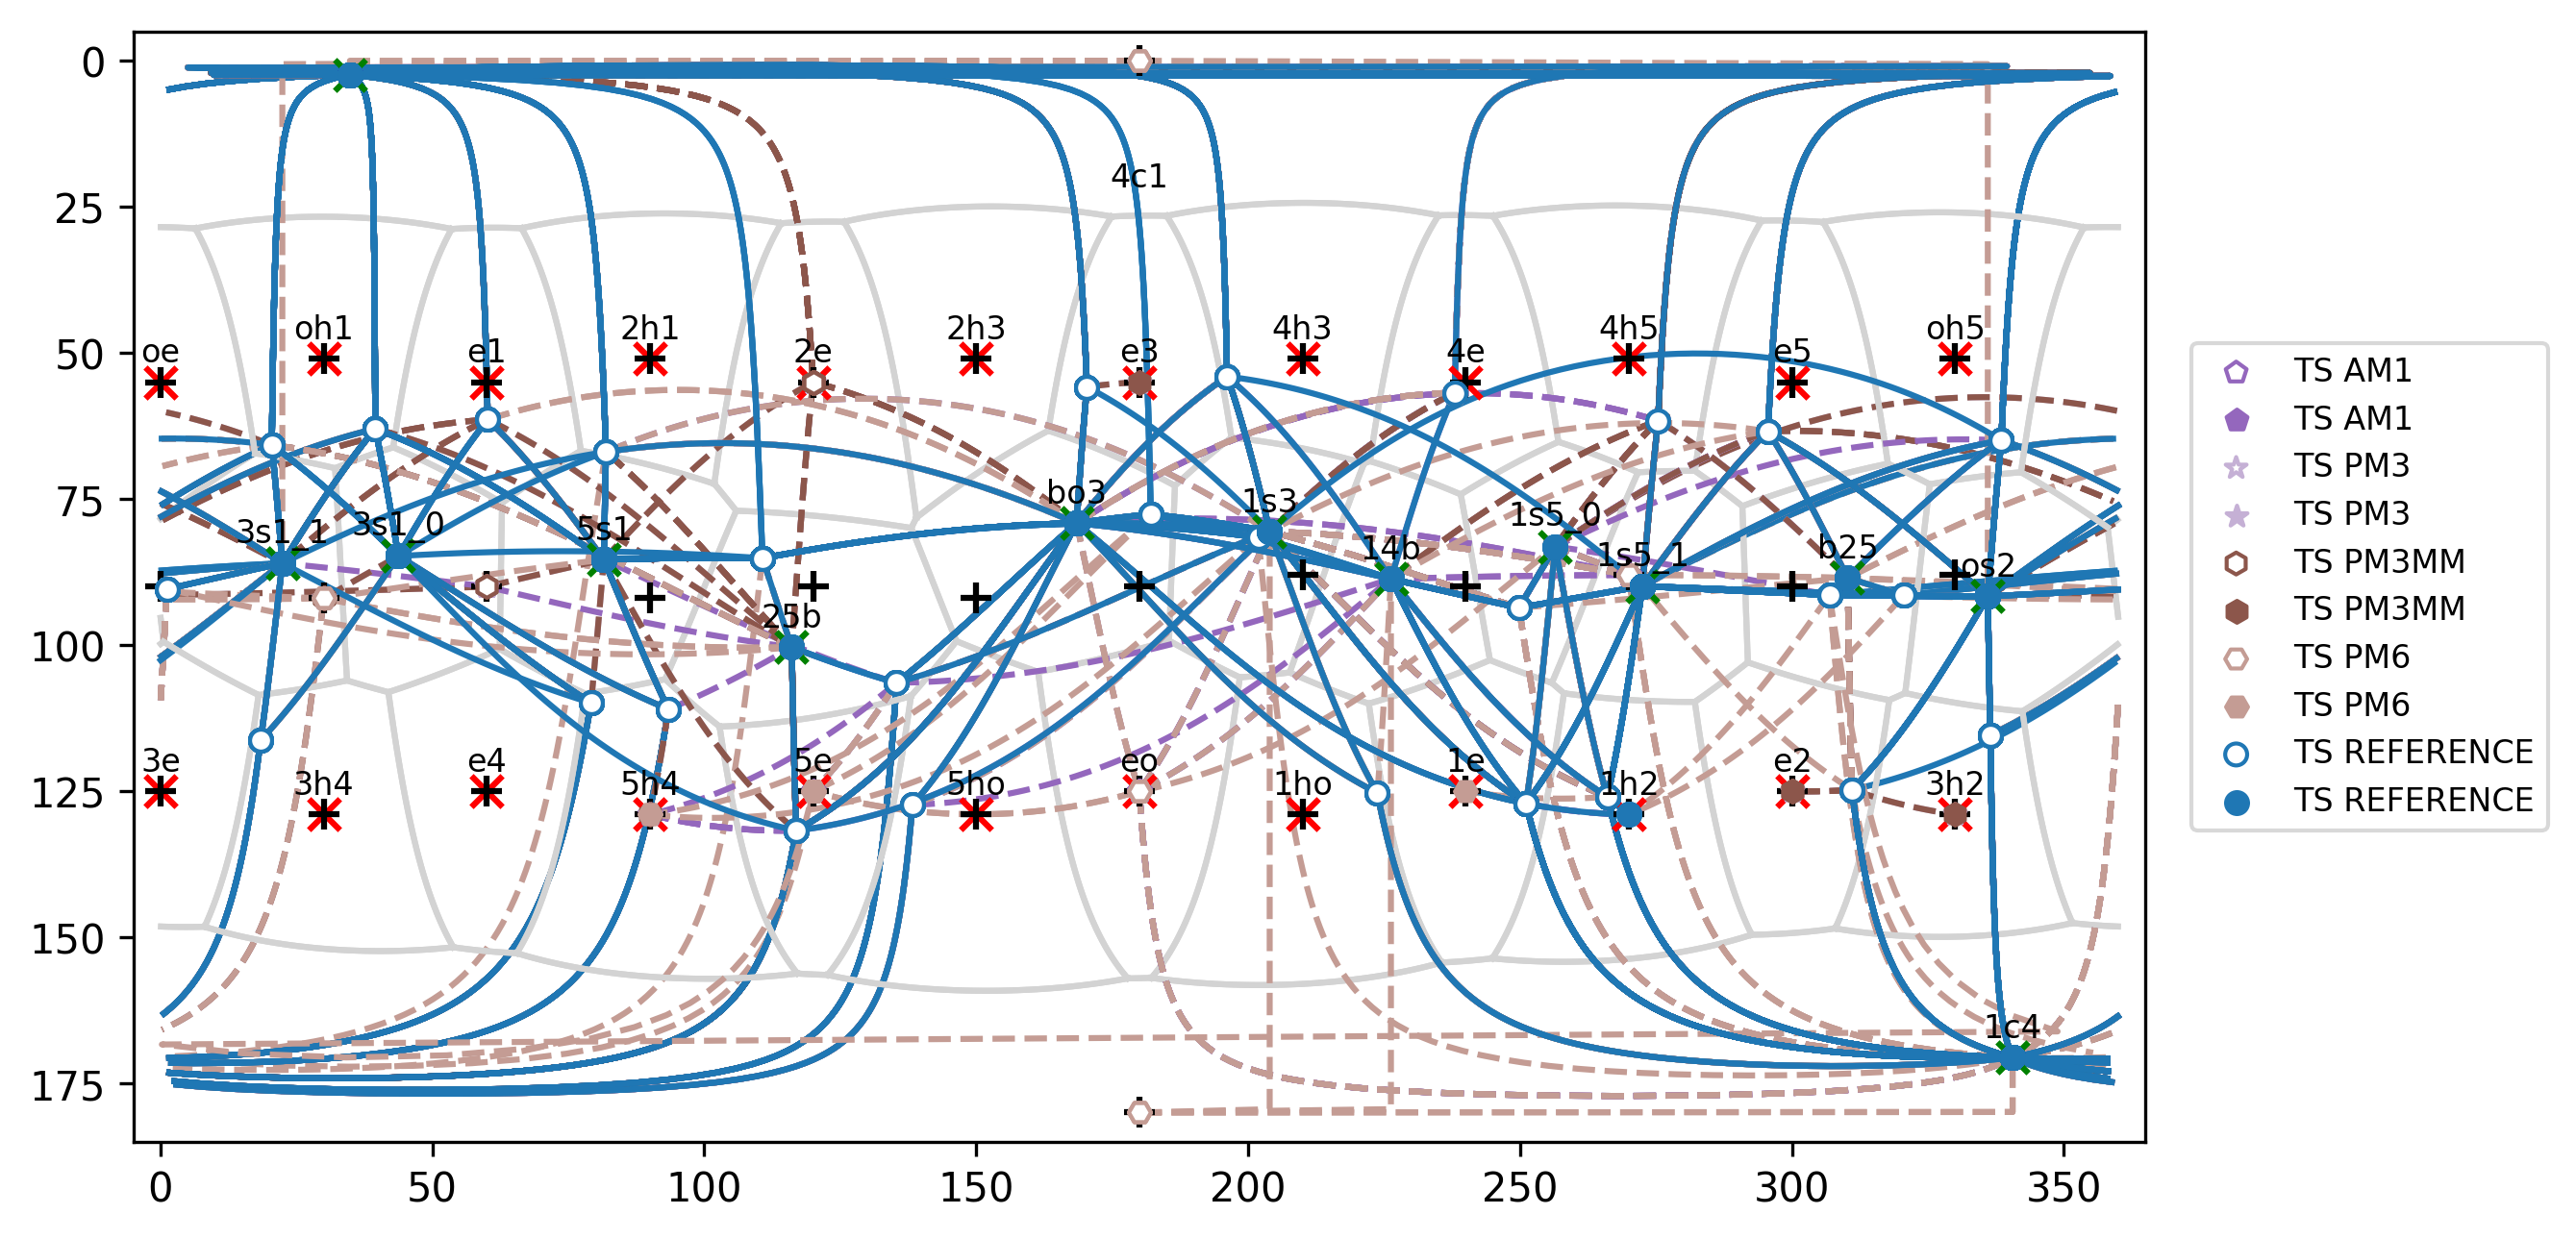 0
25
50
75
100
125
150
175
0
50
100
150
200
250
300
350
4c1
oe
oh1
e1
2h1
2e
2h3
e3
4h3
4e
4h5
e5
oh5
3s1_1
3s1_0
5s1
25b
bo3
1s3
14b
1s5_0
1s5_1
b25
os2
3e
3h4
e4
5h4
5e
5ho
eo
1ho
1e
1h2
e2
3h2
1c4
TS AM1
TS AM1
TS PM3
TS PM3
TS PM3MM
TS PM3MM
TS PM6
TS PM6
TS REFERENCE
TS REFERENCE